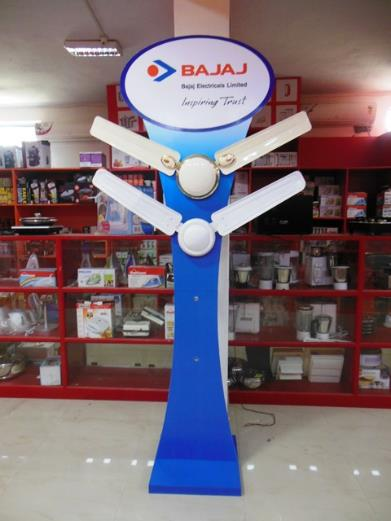 BAJAJ
Bajaj Electricals Limited
Inspiring Trust